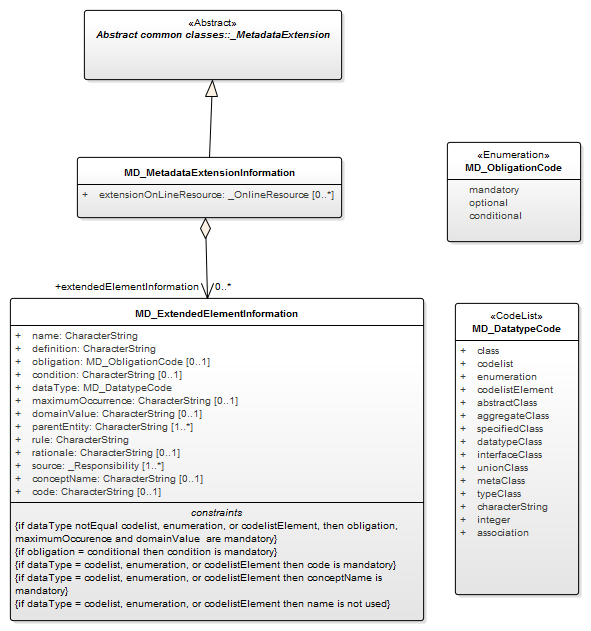 «Abstract»
Abstract common classes::_MetadataExtension
MD_MetadataExtensionInformation
+ extensionOnLineResource: _OnlineResource [0..*]
+extendedElementInformation 0..*
MD_ExtendedElementInformation
+ name: CharacterString
+ definition: CharacterString
+ obligation: MD_ObligationCode [0..1]
+ condition: CharacterString [0..1]
+ dataType: MD_DatatypeCode
+ maximumOccurrence: CharacterString [0..1]
+ domainValue: CharacterString [0..1]
+ parentEntity: CharacterString [1..*]
+ rule: CharacterString
+ rationale: CharacterString [0..1]
+ source: _Responsibility [1..*]
+ conceptName: CharacterString [0..1]
+ code: CharacterString [0..1]
constraints
{if dataType notEqual codelist, enumeration, or codelistElement, then obligation,
maximumOccurence and domainValue are mandatory}
{if obligation = conditional then condition is mandatory}
{if dataType = codelist, enumeration, or codelistElement then code is mandatory}
{if dataType = codelist, enumeration, or codelistElement then conceptName is
mandatory}
{if dataType = codelist, enumeration, or codelistElement then name is not used}
«Enumeration»
MD_ObligationCode
mandatory
optional
conditional
«CodeList»
MD_DatatypeCode
+ class
+ codelist
+ enumeration
+ codelistElement
+ abstractClass
+ aggregateClass
+ specifiedClass
+ datatypeClass
+ interfaceClass
+ unionClass
+ metaClass
+ typeClass
+ characterString
+ integer
+ association